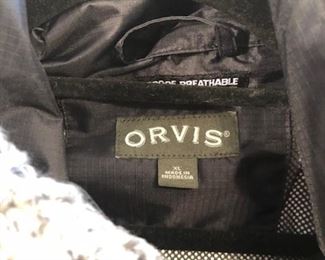 BREATHABLE
ORVIS®
XL
MADE IN
INDONESIA